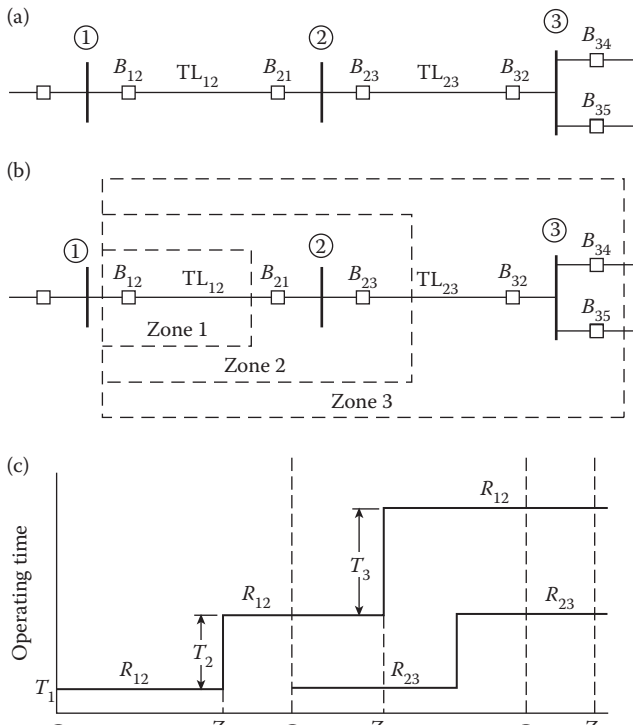 (a)
1 2 3
B12 TL12 B21 B23 TL23 B32 B34
B35
(b)
1 2 3
B12 TL12 B21 B23 TL23 B32 B34
B35
Zone 1
Zone 2
Zone 3
(c)
Operating time
R12
T3
R12 R23
T2
T1 R12 R23